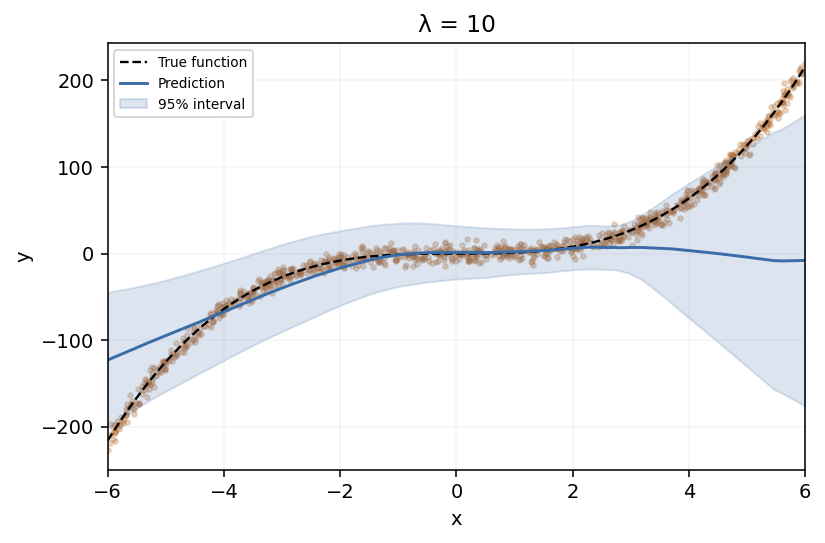 λ = 10
True function
Prediction
95% interval
y
200
100
0
−100
−200
−6 −4 −2 0 2 4 6
x